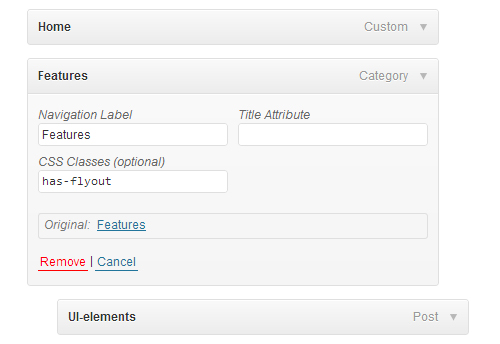 Home Custom
Features Category
Navigation Label Title Attribute
Features
CSS Classes (optional)
has-flyout
Original: Features
Remove | Cancel
UI-elements Post